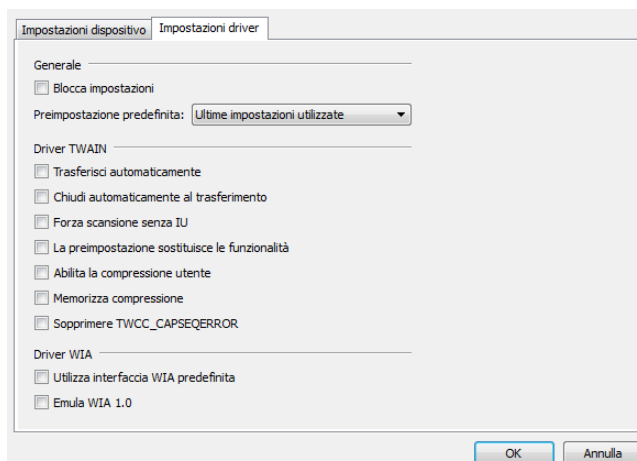 Impostazioni dispositivo Impostazioni driver
Generale
Blocca impostazioni
Preimpostazione predefinita: Ultime impostazioni utilizzate
Driver TWAIN
Trasferisci automaticamente
Chiudi automaticamente al trasferimento
Forza scansione senza IU
La preimpostazione sostituisce le funzionalità
Abilita la compressione utente
Memorizza compressione
Sopprimere TWCC_CAPSEQERROR
Driver WIA
Utilizza interfaccia WIA predefinita
Emula WIA 1.0
OK Annulla